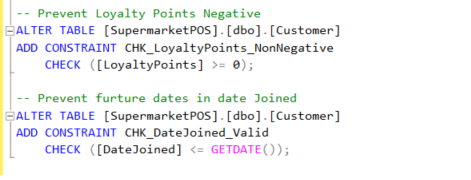 -- Prevent Loyalty Points Negative
ALTER TABLE [SupermarketPOS].[dbo].[Customer]
ADD CONSTRAINT CHK_LoyaltyPoints_NonNegative
CHECK ([LoyaltyPoints] >= 0);
-- Prevent furture dates in date Joined
ALTER TABLE [SupermarketPOS].[dbo].[Customer]
ADD CONSTRAINT CHK_DateJoined_Valid
CHECK ([DateJoined] <= GETDATE());